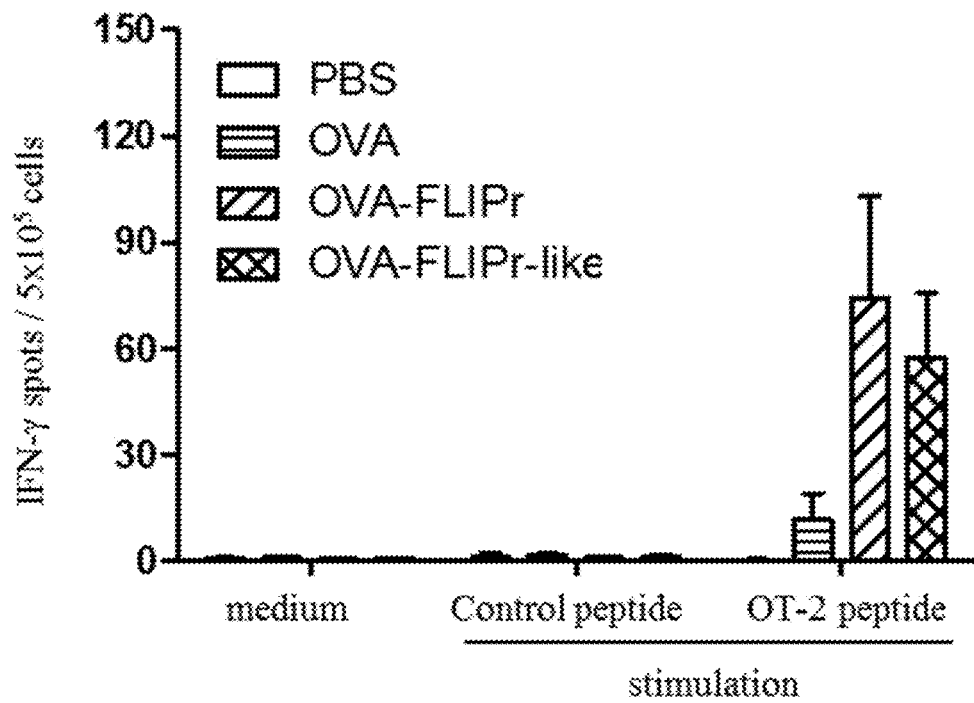 150
120
90
60
30
0
IFN-γ spots / 5x10⁵ cells
PBS
OVA
OVA-FLIPr
OVA-FLIPr-like
medium
Control peptide
OT-2 peptide
stimulation